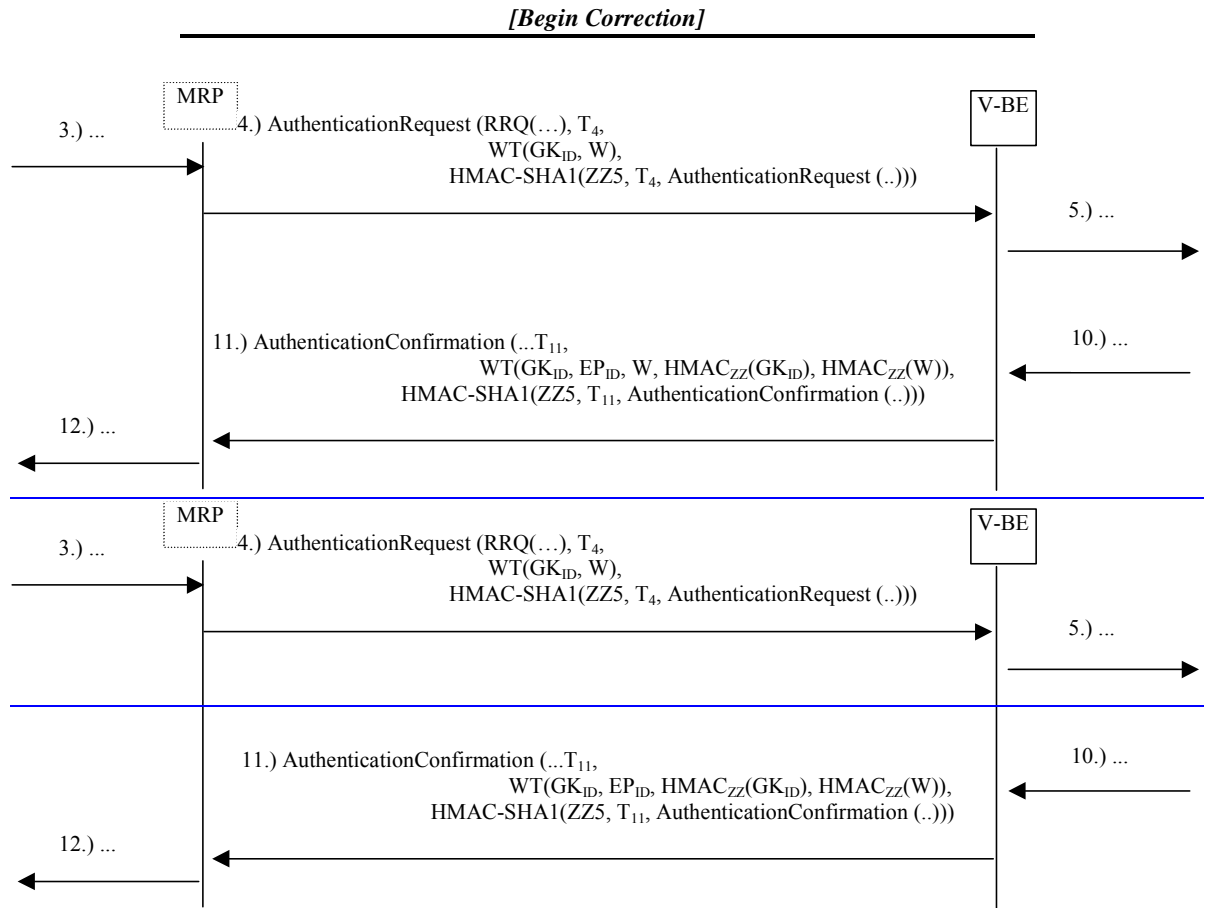 [Begin Correction]
MRP
V-BE
3.) ...
4.) AuthenticationRequest (RRQ(…), T4,
WT(GKID, W),
HMAC-SHA1(ZZ5, T4, AuthenticationRequest (..)))
5.) ...
11.) AuthenticationConfirmation (...T11,
10.) ...
WT(GKID, EPID, W, HMACZZ(GKID), HMACZZ(W)),
HMAC-SHA1(ZZ5, T11, AuthenticationConfirmation (..)))
12.) ...
MRP
V-BE
3.) ...
4.) AuthenticationRequest (RRQ(…), T4,
WT(GKID, W),
HMAC-SHA1(ZZ5, T4, AuthenticationRequest (..)))
5.) ...
11.) AuthenticationConfirmation (...T11,
10.) ...
WT(GKID, EPID, HMACZZ(GKID), HMACZZ(W)),
HMAC-SHA1(ZZ5, T11, AuthenticationConfirmation (..)))
12.) ...